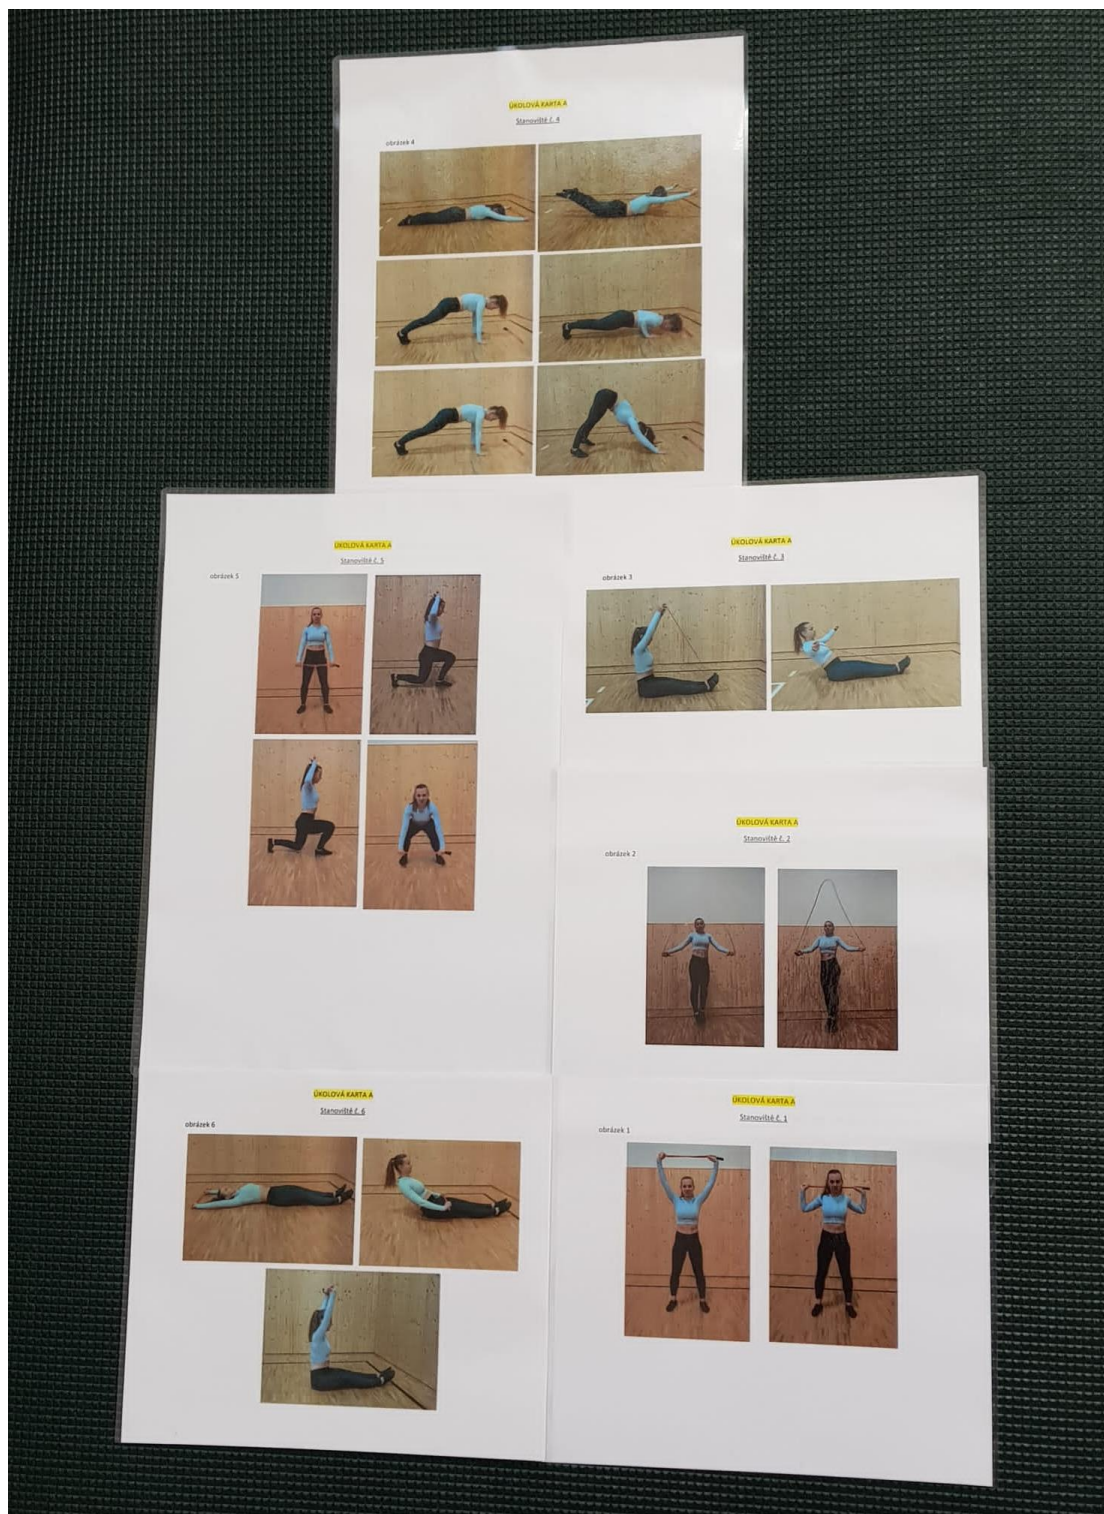 ÚKOLOVÁ KARTA A
Stanoviště č. 4
obrázek 4
ÚKOLOVÁ KARTA A
Stanoviště č. 5
obrázek 5
ÚKOLOVÁ KARTA A
Stanoviště č. 3
obrázek 3
ÚKOLOVÁ KARTA A
Stanoviště č. 2
obrázek 2
ÚKOLOVÁ KARTA A
Stanoviště č. 6
obrázek 6
ÚKOLOVÁ KARTA A
Stanoviště č. 1
obrázek 1